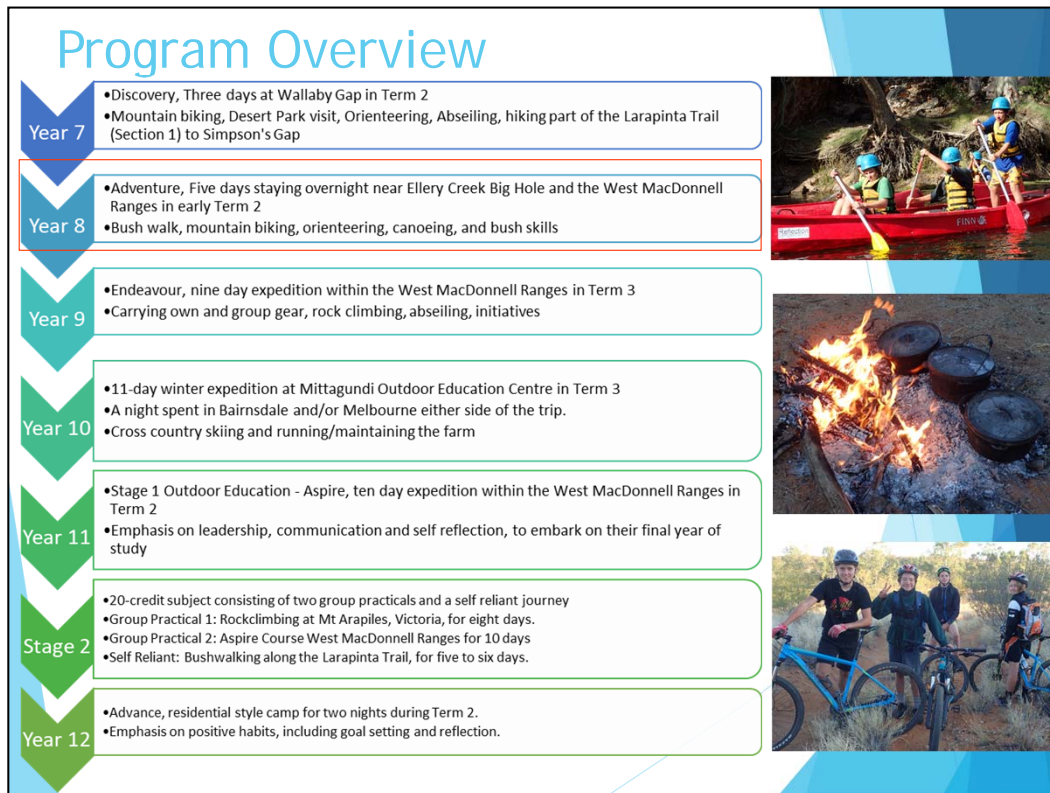 Program Overview
Year 7
•Discovery, Three days at Wallaby Gap in Term 2
•Mountain biking, Desert Park visit, Orienteering, Abseiling, hiking part of the Larapinta Trail
(Section 1) to Simpson's Gap
Year 8
•Adventure, Five days staying overnight near Ellery Creek Big Hole and the West MacDonnell
Ranges in early Term 2
•Bush walk, mountain biking, orienteering, canoeing, and bush skills
Year 9
•Endeavour, nine day expedition within the West MacDonnell Ranges in Term 3
•Carrying own and group gear, rock climbing, abseiling, initiatives
Year 10
•11-day winter expedition at Mittagundi Outdoor Education Centre in Term 3
•A night spent in Bairnsdale and/or Melbourne either side of the trip.
•Cross country skiing and running/maintaining the farm
Year 11
•Stage 1 Outdoor Education - Aspire, ten day expedition within the West MacDonnell Ranges in
Term 2
•Emphasis on leadership, communication and self reflection, to embark on their final year of
study
Stage 2
•20-credit subject consisting of two group practicals and a self reliant journey
•Group Practical 1: Rockclimbing at Mt Arapiles, Victoria, for eight days.
•Group Practical 2: Aspire Course West MacDonnell Ranges for 10 days
•Self Reliant: Bushwalking along the Larapinta Trail, for five to six days.
Year 12
•Advance, residential style camp for two nights during Term 2.
•Emphasis on positive habits, including goal setting and reflection.
FINN
Reflection